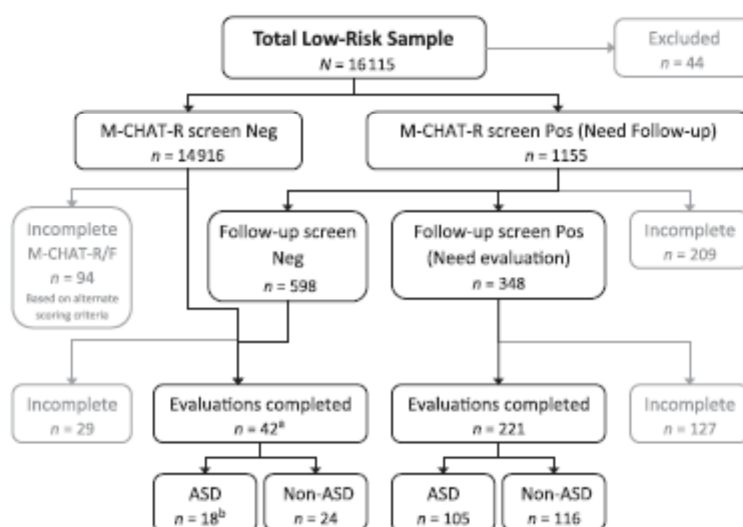 Total Low-Risk Sample
N = 16115
Excluded
n = 44
M-CHAT-R screen Neg
n = 14916
M-CHAT-R screen Pos (Need Follow-up)
n = 1155
Incomplete
M-CHAT-R/F
n = 94
Based on alternate
scoring criteria
Follow-up screen
Neg
n = 598
Follow-up screen Pos
(Need evaluation)
n = 348
Incomplete
n = 209
Incomplete
n = 29
Evaluations completed
n = 42ª
Evaluations completed
n = 221
Incomplete
n = 127
ASD
n = 18ᵇ
Non-ASD
n = 24
ASD
n = 105
Non-ASD
n = 116